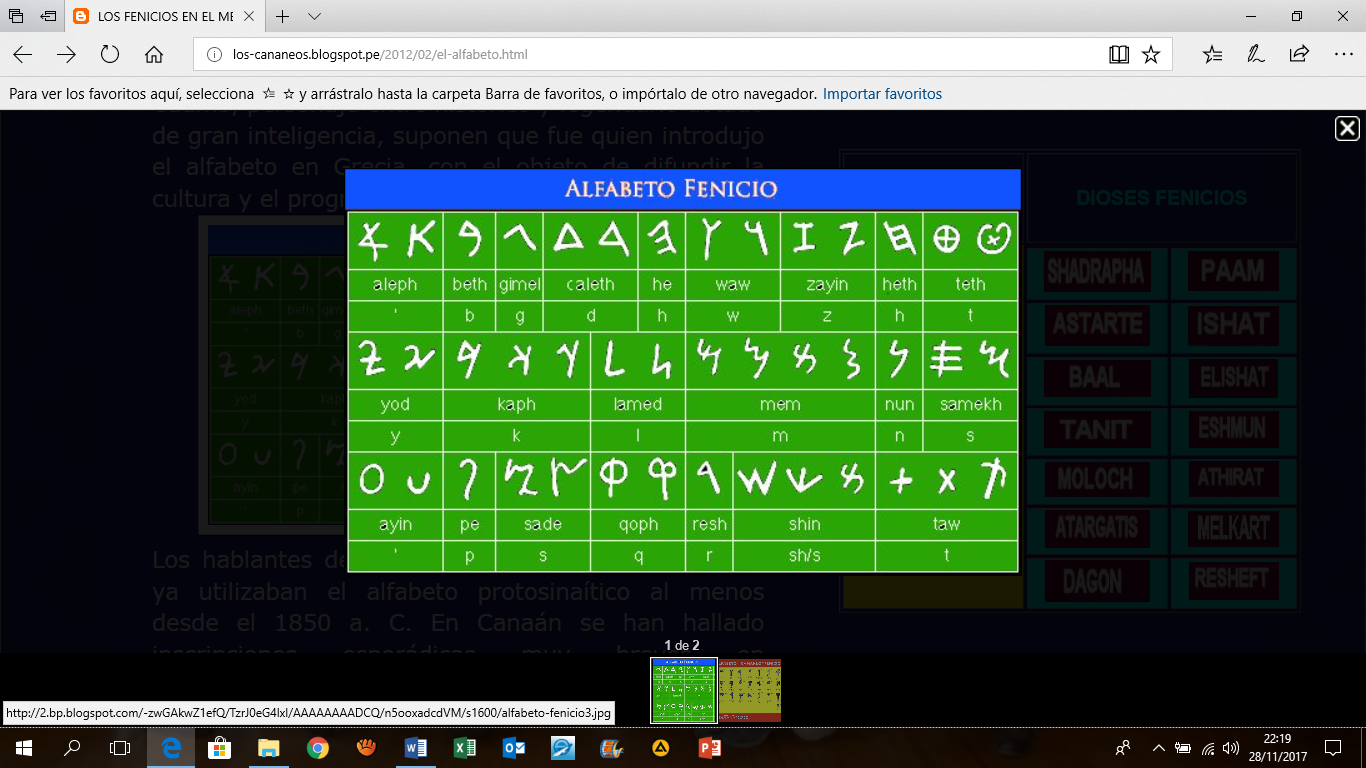 LOS FENICIOS EN EL ME
los-cananeos.blogspot.pe/2012/02/el-alfabeto.html
Para ver los favoritos aquí, selecciona y arrástralo hasta la carpeta Barra de favoritos, o impórtalo de otro navegador. Importar favoritos
de gran inteligencia, suponen que fue quien introdujo
el alfabeto en Grecia, con el objeto de difundir la
cultura y el prog
ALFABETO FENICIO
aleph beth gimel caleth he waw zayin heth teth
' b g d h w z h t
yod kaph lamed mem nun samekh
y k l m n s
ayin pe sade qoph resh shin taw
' p s q r sh/s t
DIOSES FENICIOS
SHADRAPHA PAAM
ASTARTE ISHAT
BAAL ELISHAT
TANIT ESHMUN
MOLOCH ATHIRAT
ATARGATIS MELKART
DAGON RESHEFT
Los hablantes de
ya utilizaban el alfabeto protosinaítico al menos
desde el 1850 a. C. En Canaán se han hallado
1 de 2
http://2.bp.blogspot.com/-zwGAkwZ1efQ/TzrJ0eG4lxI/AAAAAAAADCQ/n5ooxadcdVM/s1600/alfabeto-fenicio3.jpg
22:19
28/11/2017